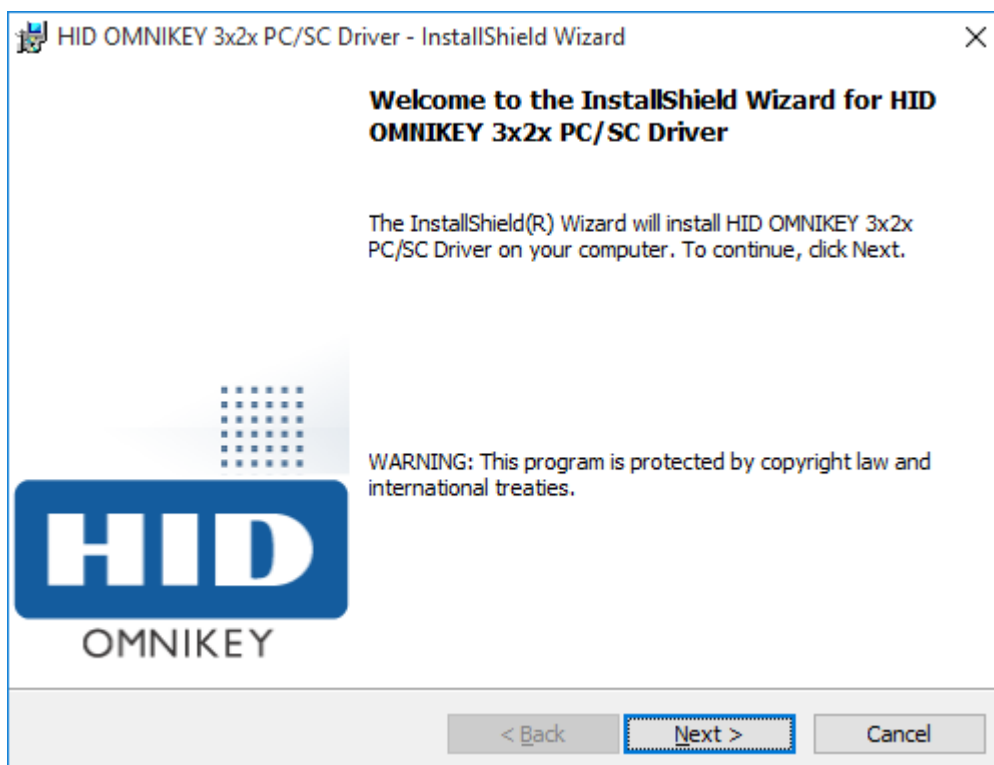 HID OMNIKEY 3x2x PC/SC Driver - InstallShield Wizard
Welcome to the InstallShield Wizard for HID
OMNIKEY 3x2x PC/SC Driver
The InstallShield(R) Wizard will install HID OMNIKEY 3x2x
PC/SC Driver on your computer. To continue, click Next.
WARNING: This program is protected by copyright law and
international treaties.
HID
OMNIKEY
< Back Next > Cancel